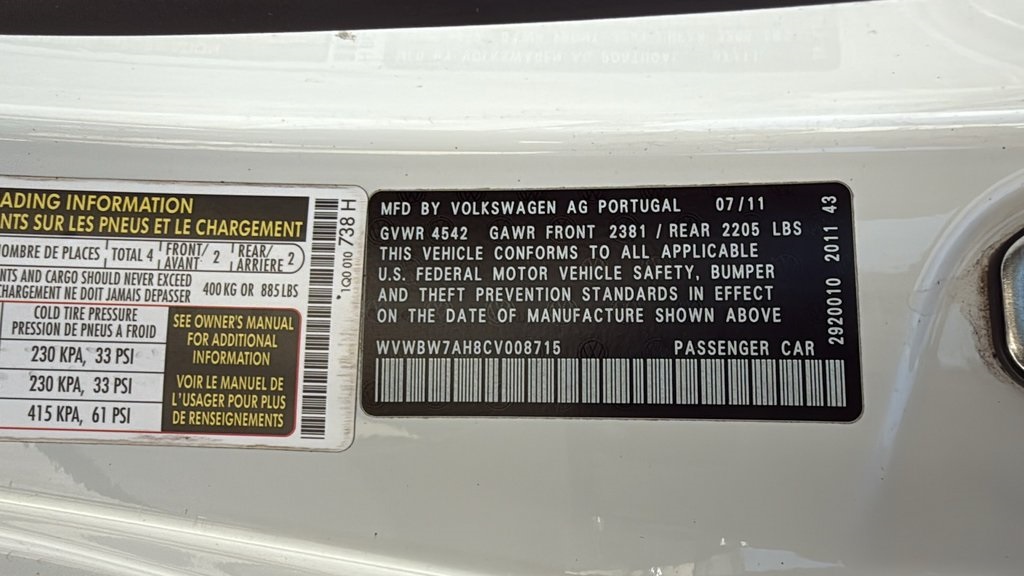 ADING INFORMATION
NTS SUR LES PNEUS ET LE CHARGEMENT
NOMBRE DE PLACES TOTAL 4 FRONT/AVANT 2 REAR/ARRIERE 2
NTS AND CARGO SHOULD NEVER EXCEED
CHARGEMENT NE DOIT JAMAIS DEPASSER 400 KG OR 885 LBS
COLD TIRE PRESSURE
PRESSION DE PNEUS A FROID
230 KPA, 33 PSI
230 KPA, 33 PSI
415 KPA, 61 PSI
SEE OWNER'S MANUAL
FOR ADDITIONAL
INFORMATION
VOIR LE MANUEL DE
L'USAGER POUR PLUS
DE RENSEIGNEMENTS
*1Q0 010 738 H
MFD BY VOLKSWAGEN AG PORTUGAL 07/11
GVWR 4542 GAWR FRONT 2381 / REAR 2205 LBS
THIS VEHICLE CONFORMS TO ALL APPLICABLE
U.S. FEDERAL MOTOR VEHICLE SAFETY, BUMPER
AND THEFT PREVENTION STANDARDS IN EFFECT
ON THE DATE OF MANUFACTURE SHOWN ABOVE
WVWBW7AH8CV008715 PASSENGER CAR
2920010 2011 43